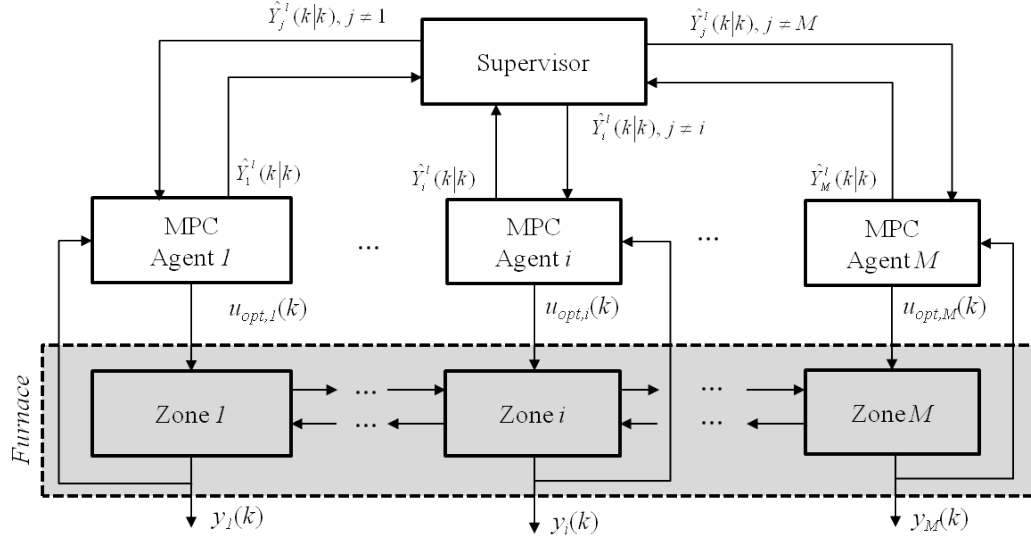 Ŷ_j^l(k|k), j ≠ 1
Ŷ_j^l(k|k), j ≠ M
Supervisor
Ŷ_i^l(k|k), j ≠ i
Ŷ_1^l(k|k)
Ŷ_i^l(k|k)
Ŷ_M^l(k|k)
MPC
Agent 1
...
MPC
Agent i
...
MPC
Agent M
u_opt,1(k)
u_opt,i(k)
u_opt,M(k)
Furnace
Zone 1
...
...
Zone i
...
...
Zone M
y_1(k)
y_i(k)
y_M(k)